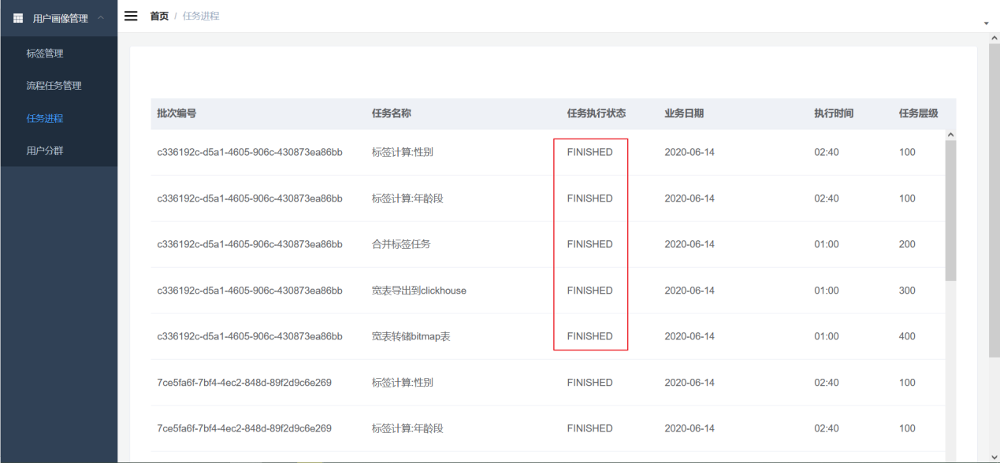 用户画像管理
首页 / 任务进程
标签管理
流程任务管理
任务进程
用户分群
批次编号 任务名称 任务执行状态 业务日期 执行时间 任务层级
c336192c-d5a1-4605-906c-430873ea86bb 标签计算:性别 FINISHED 2020-06-14 02:40 100
c336192c-d5a1-4605-906c-430873ea86bb 标签计算:年龄段 FINISHED 2020-06-14 02:40 100
c336192c-d5a1-4605-906c-430873ea86bb 合并标签任务 FINISHED 2020-06-14 01:00 200
c336192c-d5a1-4605-906c-430873ea86bb 宽表导出到clickhouse FINISHED 2020-06-14 01:00 300
c336192c-d5a1-4605-906c-430873ea86bb 宽表转储bitmap表 FINISHED 2020-06-14 01:00 400
7ce5fa6f-7bf4-4ec2-848d-89f2d9c6e269 标签计算:性别 FINISHED 2020-06-14 02:40 100
7ce5fa6f-7bf4-4ec2-848d-89f2d9c6e269 标签计算:年龄段 FINISHED 2020-06-14 02:40 100